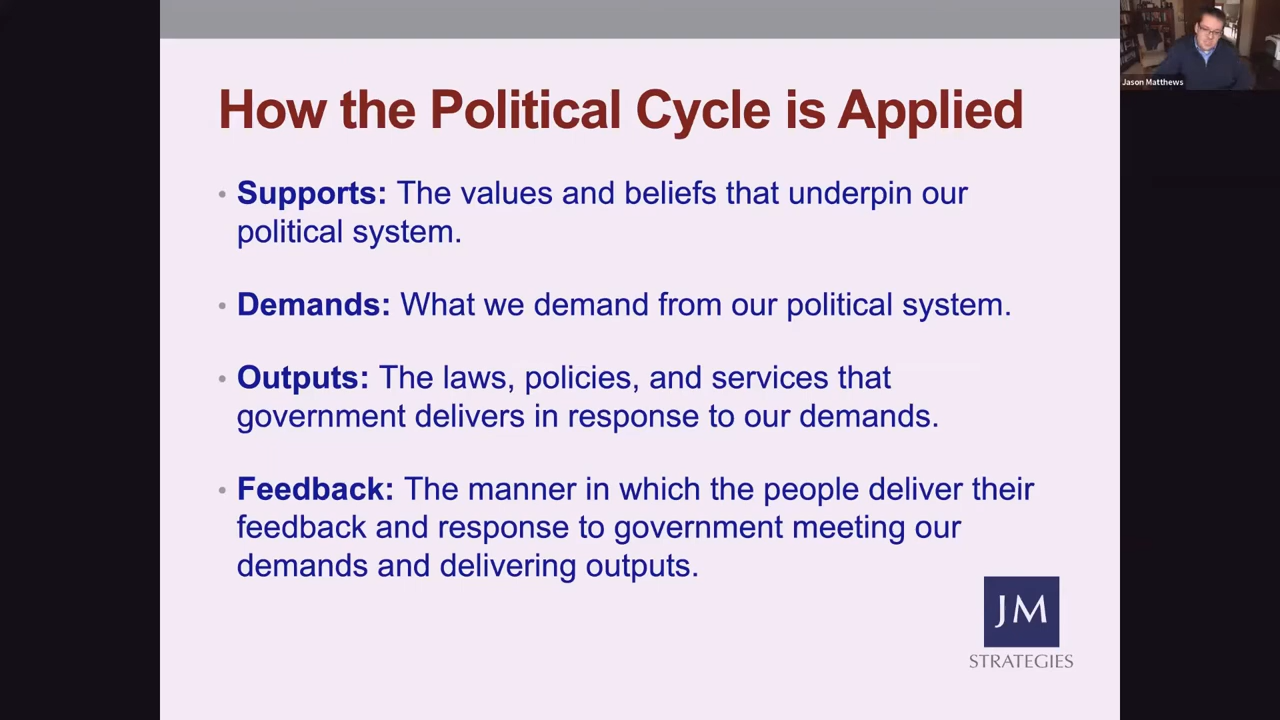 How the Political Cycle is Applied
• Supports: The values and beliefs that underpin our
political system.
• Demands: What we demand from our political system.
• Outputs: The laws, policies, and services that
government delivers in response to our demands.
• Feedback: The manner in which the people deliver their
feedback and response to government meeting our
demands and delivering outputs.
JM
STRATEGIES
Jason Matthews